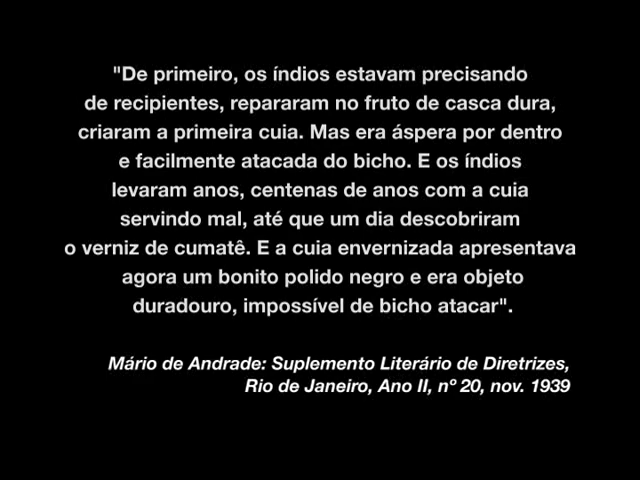 "De primeiro, os índios estavam precisando
de recipientes, repararam no fruto de casca dura,
criaram a primeira cuia. Mas era áspera por dentro
e facilmente atacada do bicho. E os índios
levaram anos, centenas de anos com a cuia
servindo mal, até que um dia descobriram
o verniz de cumatê. E a cuia envernizada apresentava
agora um bonito polido negro e era objeto
duradouro, impossível de bicho atacar".
Mário de Andrade: Suplemento Literário de Diretrizes,
Rio de Janeiro, Ano II, nº 20, nov. 1939